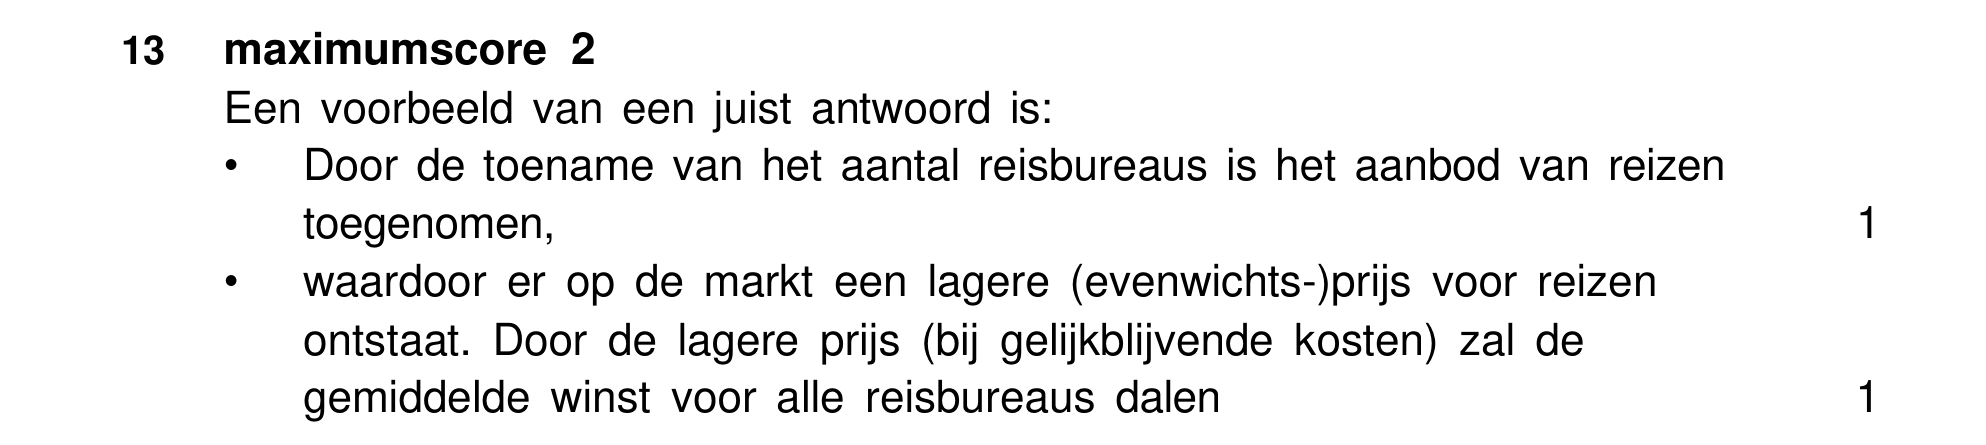 13 maximumscore 2
Een voorbeeld van een juist antwoord is:
• Door de toename van het aantal reisbureaus is het aanbod van reizen
toegenomen, 1
• waardoor er op de markt een lagere (evenwichts-)prijs voor reizen
ontstaat. Door de lagere prijs (bij gelijkblijvende kosten) zal de
gemiddelde winst voor alle reisbureaus dalen 1